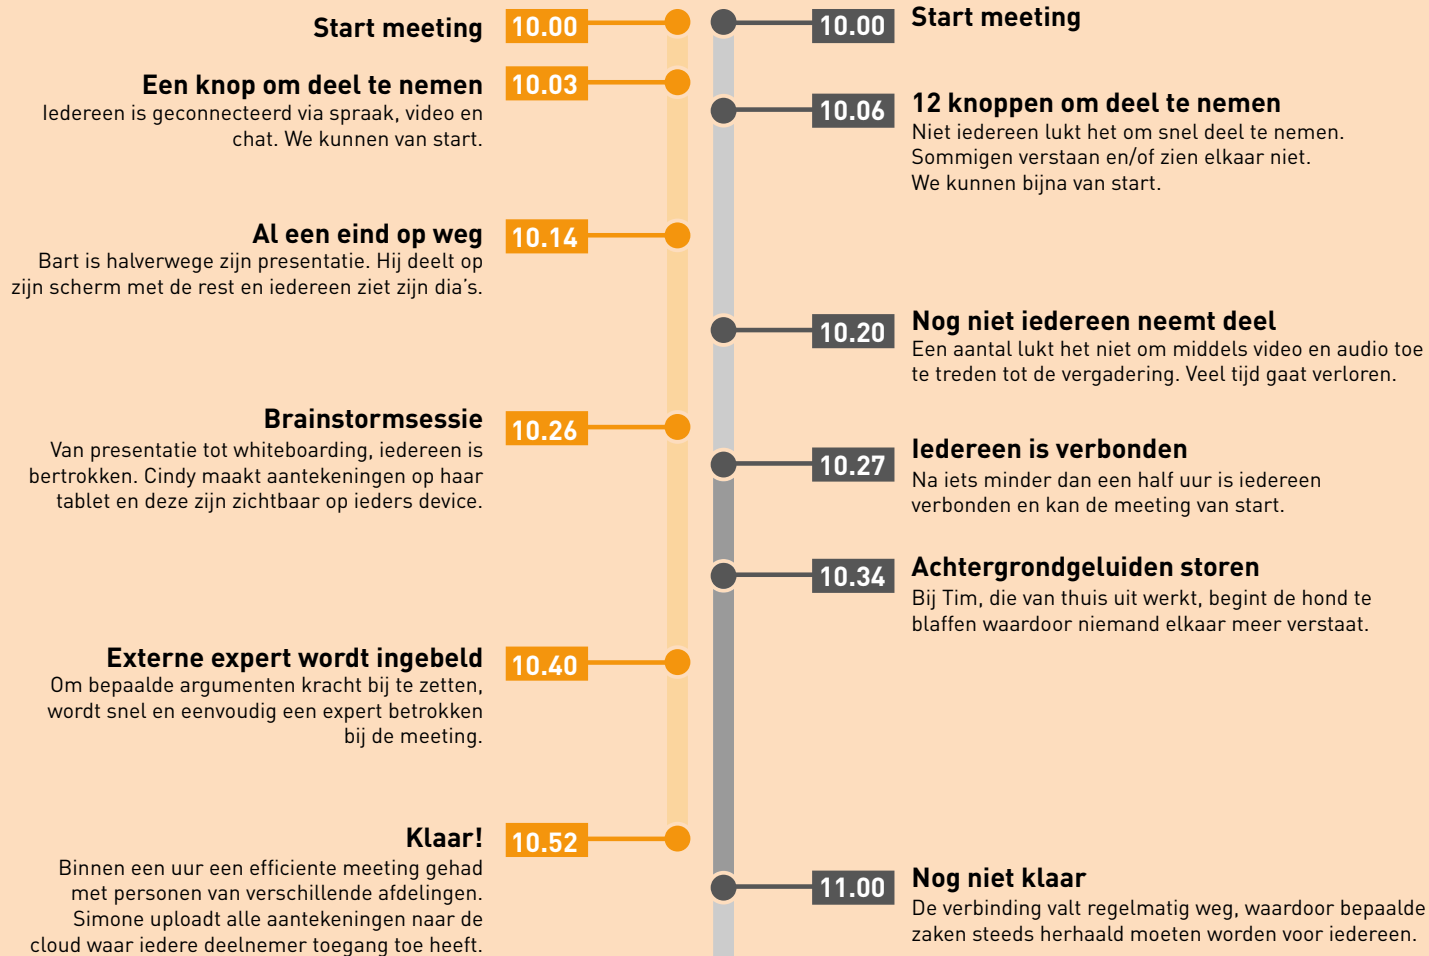 Start meeting
10.00
Een knop om deel te nemen
10.03
Iedereen is geconnecteerd via spraak, video en
chat. We kunnen van start.
Al een eind op weg
10.14
Bart is halverwege zijn presentatie. Hij deelt op
zijn scherm met de rest en iedereen ziet zijn dia's.
Brainstormsessie
10.26
Van presentatie tot whiteboarding, iedereen is
bertrokken. Cindy maakt aantekeningen op haar
tablet en deze zijn zichtbaar op ieders device.
Externe expert wordt ingebeld
10.40
Om bepaalde argumenten kracht bij te zetten,
wordt snel en eenvoudig een expert betrokken
bij de meeting.
Klaar!
10.52
Binnen een uur een efficiente meeting gehad
met personen van verschillende afdelingen.
Simone uploadt alle aantekeningen naar de
cloud waar iedere deelnemer toegang toe heeft.
10.00
Start meeting
10.06
12 knoppen om deel te nemen
Niet iedereen lukt het om snel deel te nemen.
Sommigen verstaan en/of zien elkaar niet.
We kunnen bijna van start.
10.20
Nog niet iedereen neemt deel
Een aantal lukt het niet om middels video en audio toe
te treden tot de vergadering. Veel tijd gaat verloren.
10.27
Iedereen is verbonden
Na iets minder dan een half uur is iedereen
verbonden en kan de meeting van start.
10.34
Achtergrondgeluiden storen
Bij Tim, die van thuis uit werkt, begint de hond te
blaffen waardoor niemand elkaar meer verstaat.
11.00
Nog niet klaar
De verbinding valt regelmatig weg, waardoor bepaalde
zaken steeds herhaald moeten worden voor iedereen.